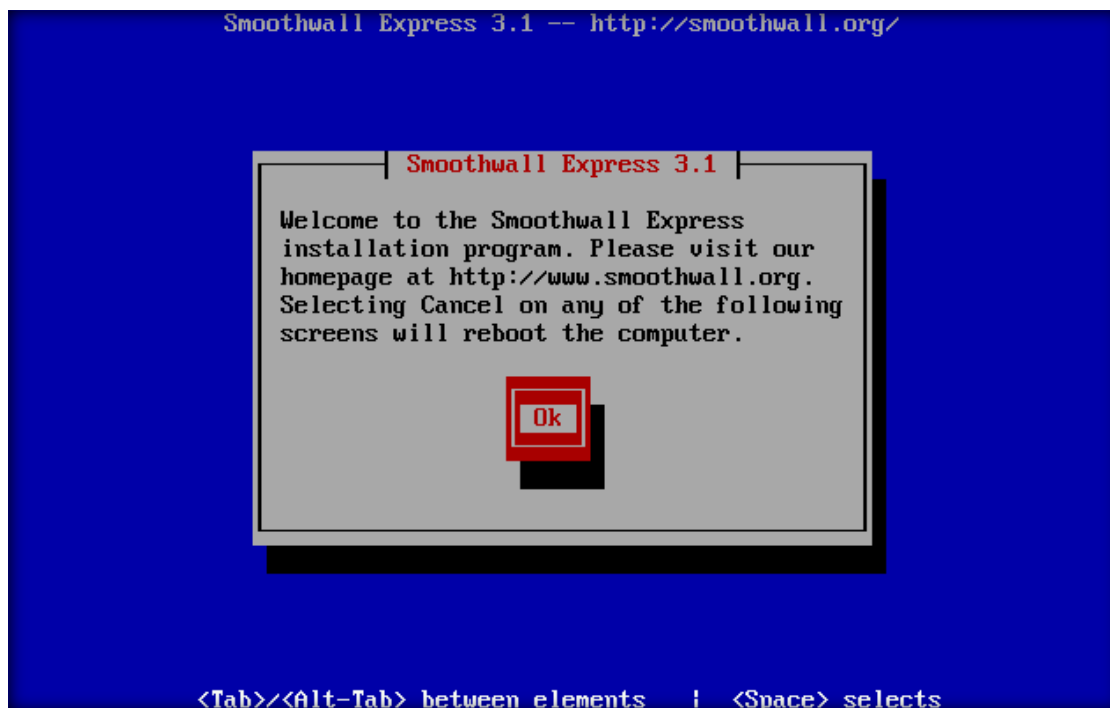 Smoothwall Express 3.1 -- http://smoothwall.org/
Smoothwall Express 3.1
Welcome to the Smoothwall Express
installation program. Please visit our
homepage at http://www.smoothwall.org.
Selecting Cancel on any of the following
screens will reboot the computer.
Ok
<Tab>/<Alt-Tab> between elements | <Space> selects